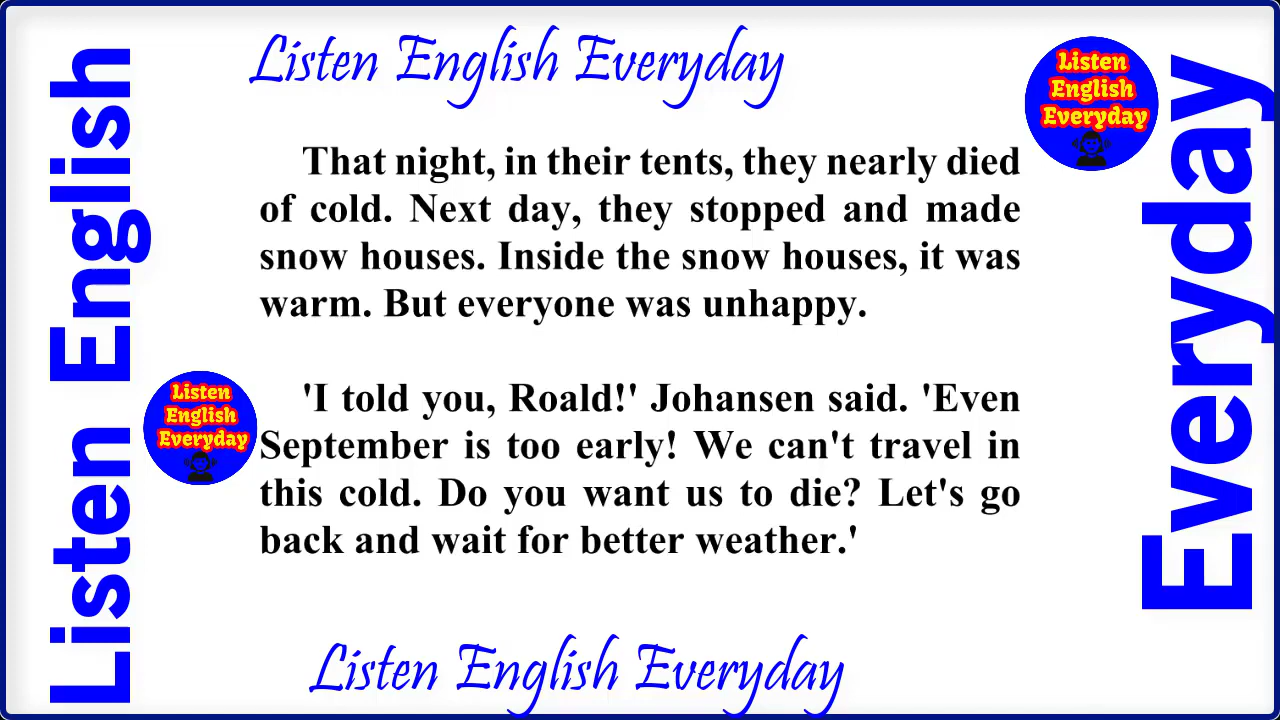 Listen English Everyday
Listen
English
Everyday
That night, in their tents, they nearly died
of cold. Next day, they stopped and made
snow houses. Inside the snow houses, it was
warm. But everyone was unhappy.
'I told you, Roald!' Johansen said. 'Even
September is too early! We can't travel in
this cold. Do you want us to die? Let's go
back and wait for better weather.'
Listen
English
Everyday
Listen English
Everyday
Listen English Everyday